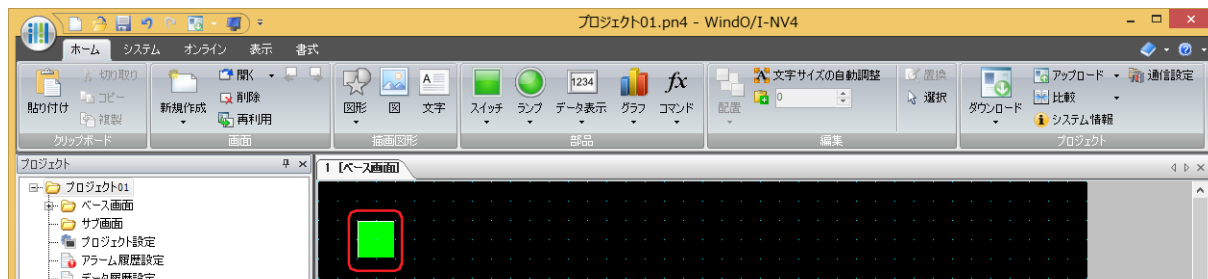 プロジェクト01.pn4 - WindO/I-NV4
ホーム システム オンライン 表示 書式
貼り付け
切り取り
コピー
複製
クリップボード
新規作成
開く
削除
再利用
画面
図形
図
A
文字
描画図形
スイッチ
ランプ
1234
データ表示
グラフ
fx
コマンド
部品
配置
文字サイズの自動調整
0
置換
選択
編集
ダウンロード
アップロード
比較
システム情報
通信設定
プロジェクト
プロジェクト
1 [ベース画面]
プロジェクト01
ベース画面
サブ画面
プロジェクト設定
アラーム履歴設定
データ履歴設定